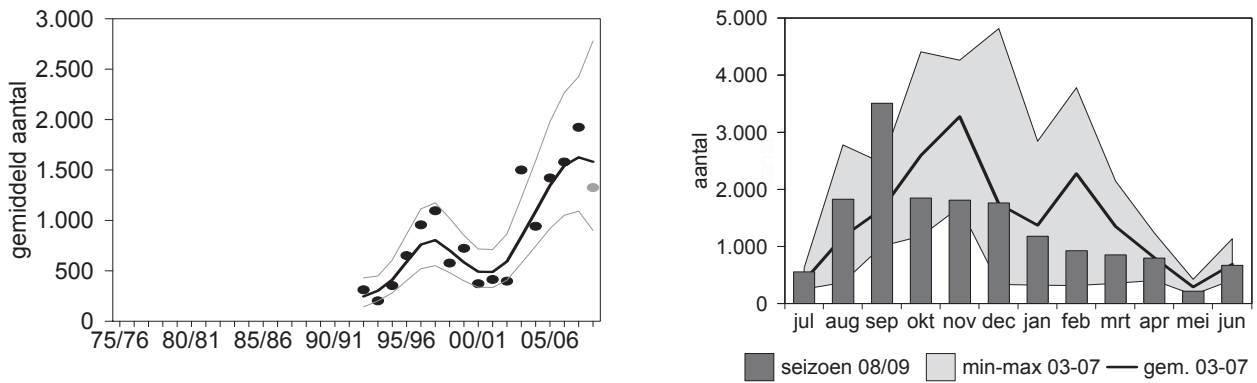 gemiddeld aantal
3.000
2.500
2.000
1.500
1.000
500
0
75/76 80/81 85/86 90/91 95/96 00/01 05/06
aantal
5.000
4.000
3.000
2.000
1.000
0
jul aug sep okt nov dec jan feb mrt apr mei jun
seizoen 08/09 min-max 03-07 gem. 03-07